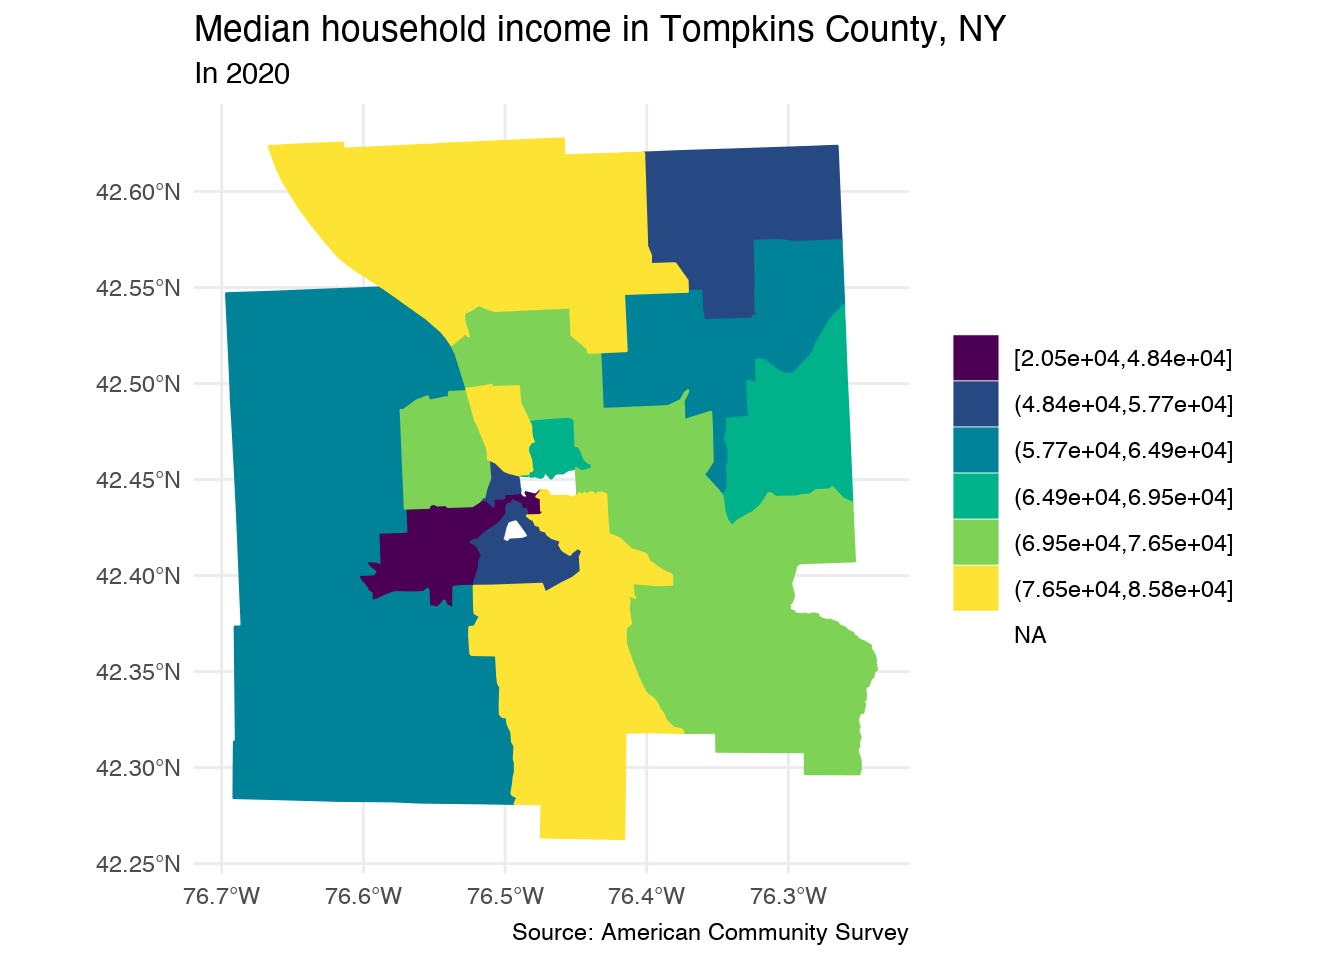 Median household income in Tompkins County, NY
In 2020
42.60°N
42.55°N
42.50°N
42.45°N
42.40°N
42.35°N
42.30°N
42.25°N
76.7°W
76.6°W
76.5°W
76.4°W
76.3°W
[2.05e+04,4.84e+04]
(4.84e+04,5.77e+04]
(5.77e+04,6.49e+04]
(6.49e+04,6.95e+04]
(6.95e+04,7.65e+04]
(7.65e+04,8.58e+04]
NA
Source: American Community Survey